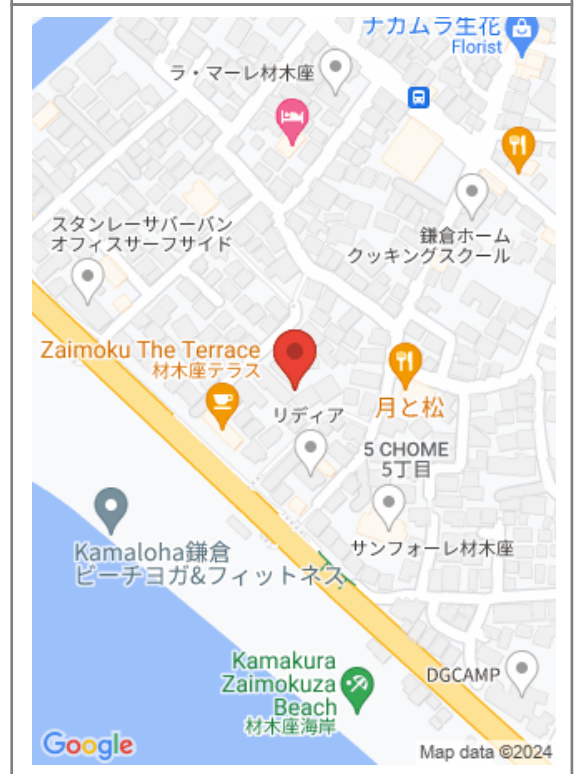 ナカムラ生花
Florist
ラ・マーレ材木座
鎌倉ホーム
クッキングスクール
スタンレーサバーバン
オフィスサーフサイド
Zaimoku The Terrace
材木座テラス
月と松
リディア
5 CHOME
5丁目
サンフォーレ材木座
Kamaloha鎌倉
ビーチヨガ&フィットネス
Kamakura
Zaimokuza
Beach
材木座海岸
DGCAMP
Google
Map data ©2024